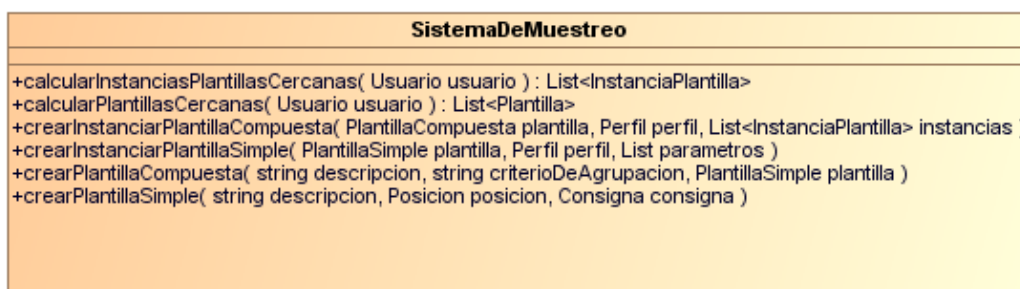 SistemaDeMuestreo
+calcularInstanciasPlantillasCercanas( Usuario usuario ) : List<InstanciaPlantilla>
+calcularPlantillasCercanas( Usuario usuario ) : List<Plantilla>
+crearInstanciarPlantillaCompuesta( PlantillaCompuesta plantilla, Perfil perfil, List<InstanciaPlantilla> instancias )
+crearInstanciarPlantillaSimple( PlantillaSimple plantilla, Perfil perfil, List parametros )
+crearPlantillaCompuesta( string descripcion, string criterioDeAgrupacion, PlantillaSimple plantilla )
+crearPlantillaSimple( string descripcion, Posicion posicion, Consigna consigna )